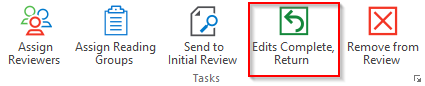 Assign Reviewers
Assign Reading Groups
Send to Initial Review
Edits Complete, Return
Remove from Review
Tasks